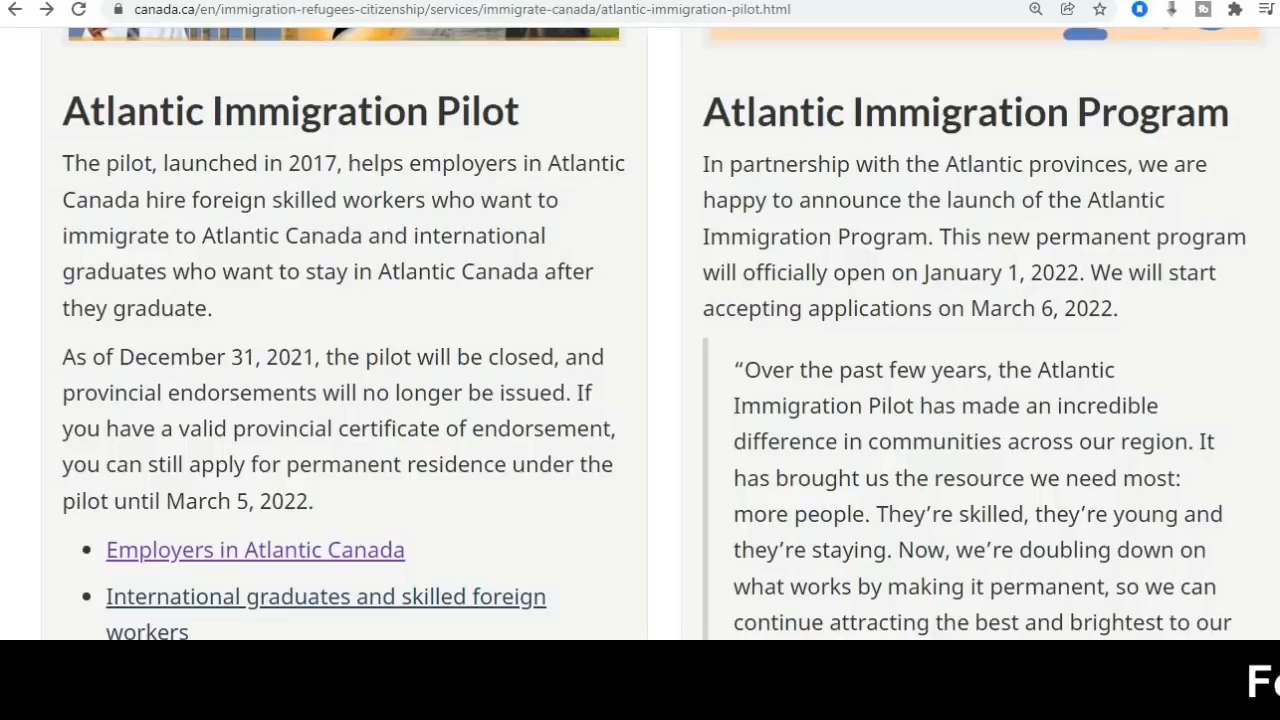 canada.ca/en/immigration-refugees-citizenship/services/immigrate-canada/atlantic-immigration-pilot.html
Atlantic Immigration Pilot
The pilot, launched in 2017, helps employers in Atlantic
Canada hire foreign skilled workers who want to
immigrate to Atlantic Canada and international
graduates who want to stay in Atlantic Canada after
they graduate.
As of December 31, 2021, the pilot will be closed, and
provincial endorsements will no longer be issued. If
you have a valid provincial certificate of endorsement,
you can still apply for permanent residence under the
pilot until March 5, 2022.
Employers in Atlantic Canada
International graduates and skilled foreign
workers
Atlantic Immigration Program
In partnership with the Atlantic provinces, we are
happy to announce the launch of the Atlantic
Immigration Program. This new permanent program
will officially open on January 1, 2022. We will start
accepting applications on March 6, 2022.
“Over the past few years, the Atlantic
Immigration Pilot has made an incredible
difference in communities across our region. It
has brought us the resource we need most:
more people. They’re skilled, they’re young and
they’re staying. Now, we’re doubling down on
what works by making it permanent, so we can
continue attracting the best and brightest to our